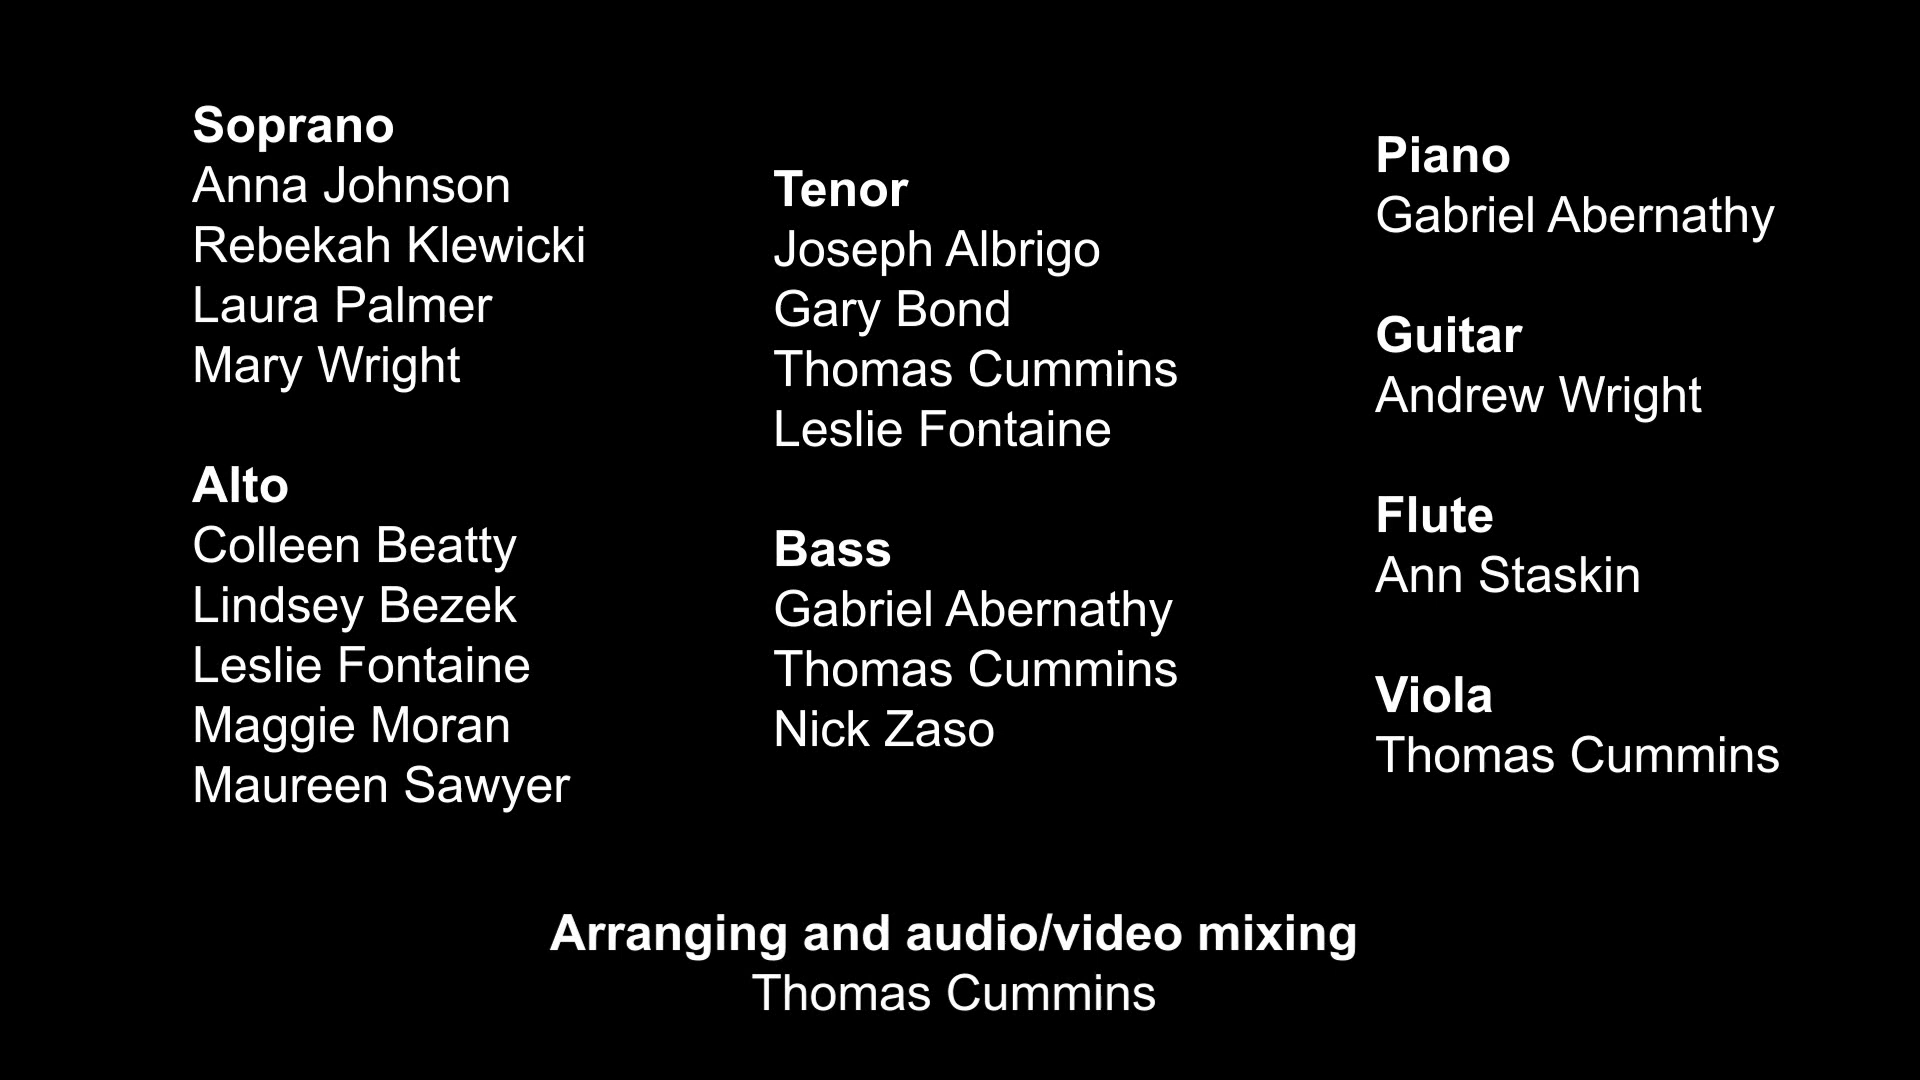 Soprano
Anna Johnson
Rebekah Klewicki
Laura Palmer
Mary Wright
Alto
Colleen Beatty
Lindsey Bezek
Leslie Fontaine
Maggie Moran
Maureen Sawyer
Tenor
Joseph Albrigo
Gary Bond
Thomas Cummins
Leslie Fontaine
Bass
Gabriel Abernathy
Thomas Cummins
Nick Zaso
Piano
Gabriel Abernathy
Guitar
Andrew Wright
Flute
Ann Staskin
Viola
Thomas Cummins
Arranging and audio/video mixing
Thomas Cummins